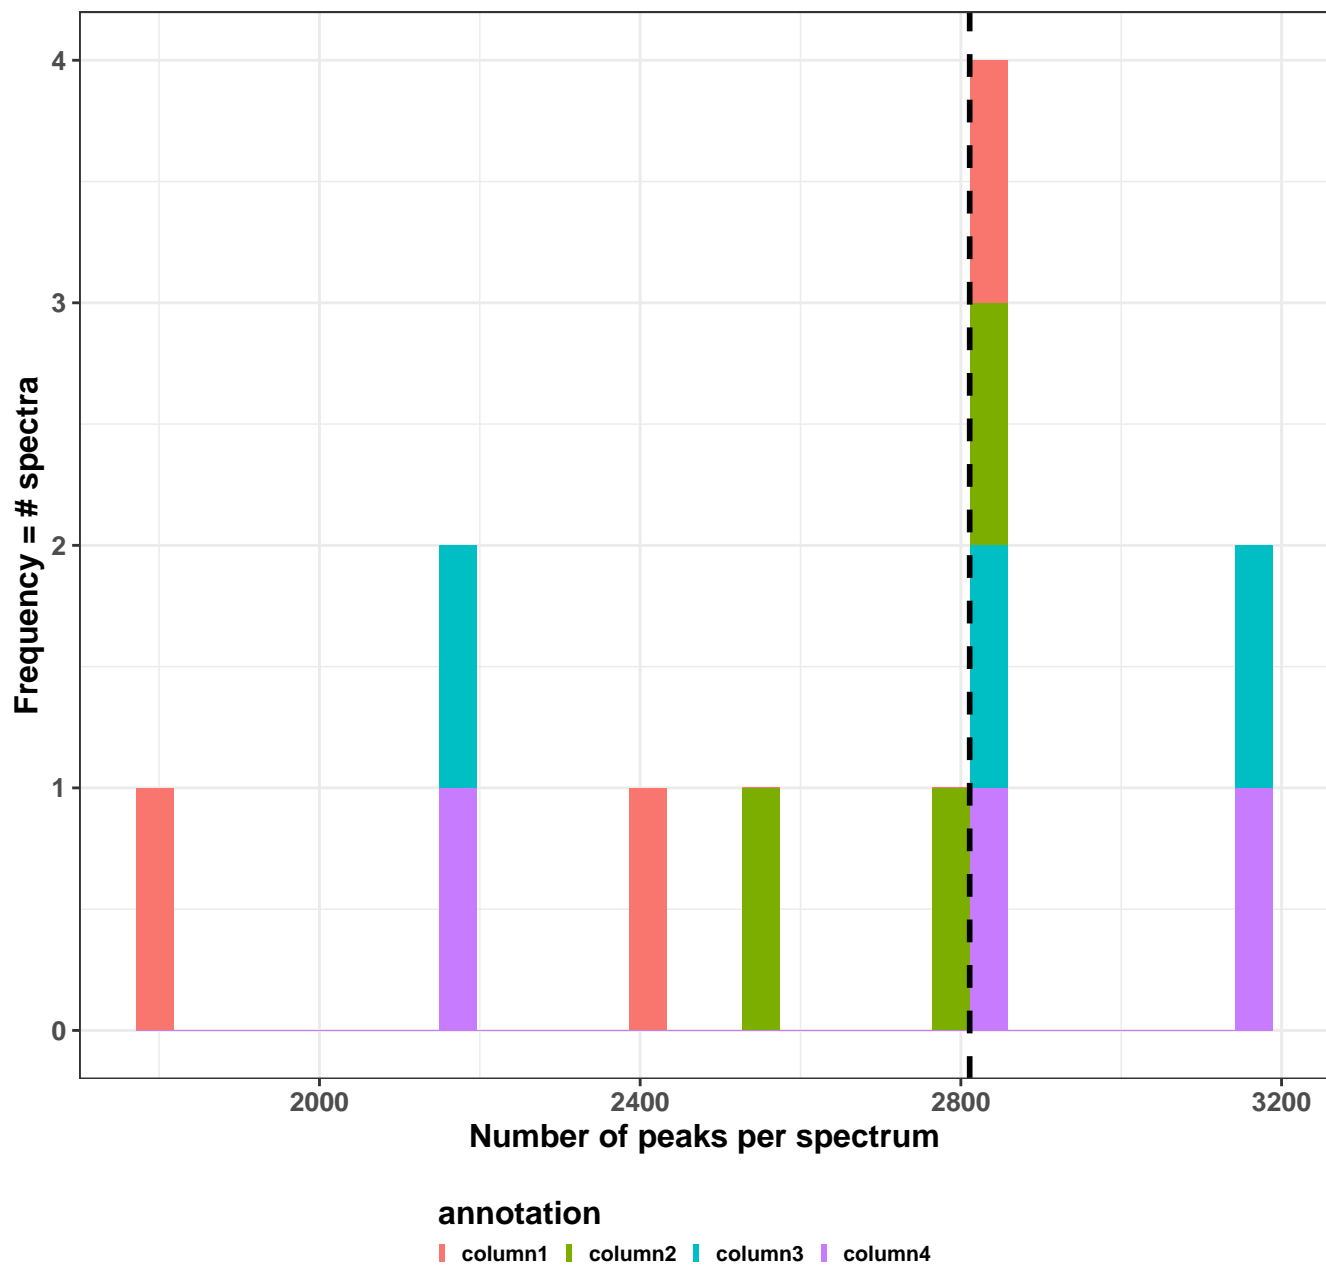 4
3
2
1
0
Frequency = # spectra
2000 2400 2800 3200
Number of peaks per spectrum
annotation
column1 column2 column3 column4